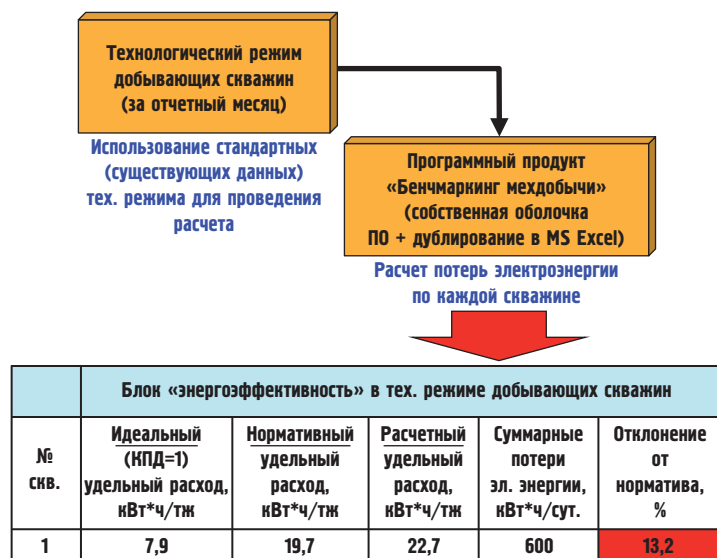 Технологический режим
добывающих скважин
(за отчетный месяц)
Использование стандартных
(существующих данных)
тех. режима для проведения
расчета
Программный продукт
«Бенчмаркинг мехдобычи»
(собственная оболочка
ПО + дублирование в MS Excel)
Расчет потерь электроэнергии
по каждой скважине
Блок «энергоэффективность» в тех. режиме добывающих скважин
№
скв.
Идеальный
(КПД=1)
удельный расход,
кВт*ч/тж
Нормативный
удельный
расход,
кВт*ч/тж
Расчетный
удельный
расход,
кВт*ч/тж
Суммарные
потери
эл. энергии,
кВт*ч/сут.
Отклонение
от
норматива,
%
1 7,9 19,7 22,7 600 13,2